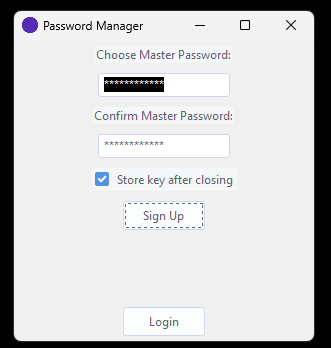 Password Manager
Choose Master Password:
************
Confirm Master Password:
************
Store key after closing
Sign Up
Login